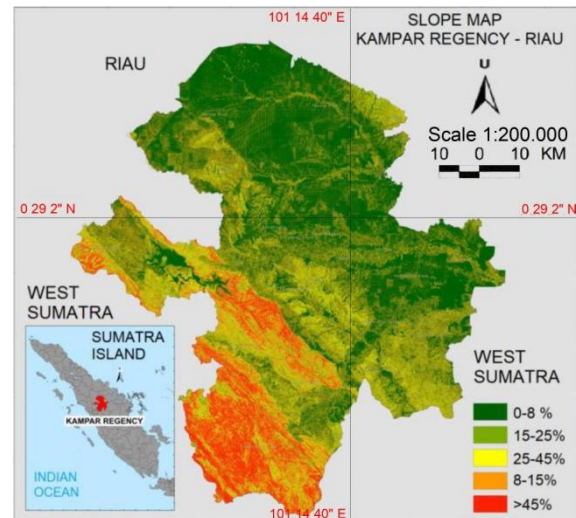 101 14 40" E
SLOPE MAP
KAMPAR REGENCY - RIAU
RIAU
U
Scale 1:200.000
10 0 10 KM
0 29 2" N
0 29 2" N
WEST
SUMATRA
SUMATRA
ISLAND
KAMPAR REGENCY
INDIAN
OCEAN
WEST
SUMATRA
0-8 %
15-25%
25-45%
8-15%
>45%
101 14 40" E